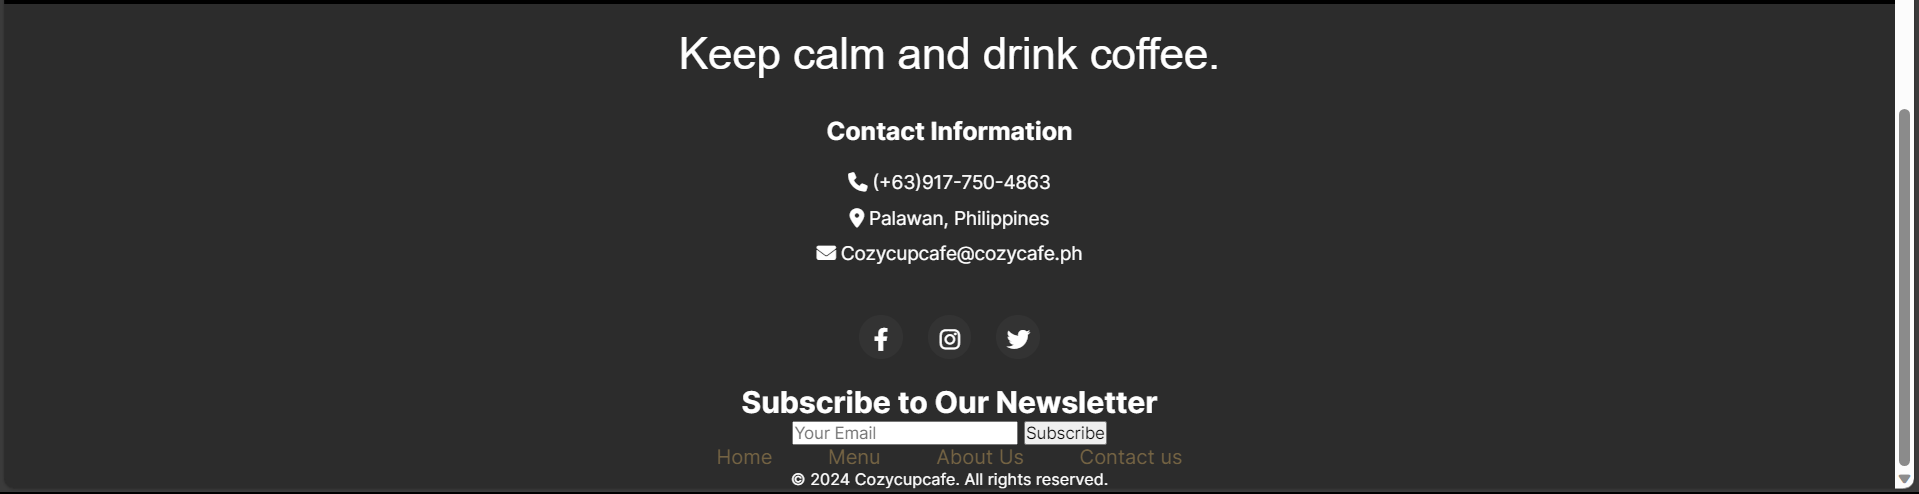 Keep calm and drink coffee.
Contact Information
(+63)917-750-4863
Palawan, Philippines
Cozycupcafe@cozycafe.ph
Subscribe to Our Newsletter
Your Email Subscribe
Home Menu About Us Contact us
© 2024 Cozycupcafe. All rights reserved.